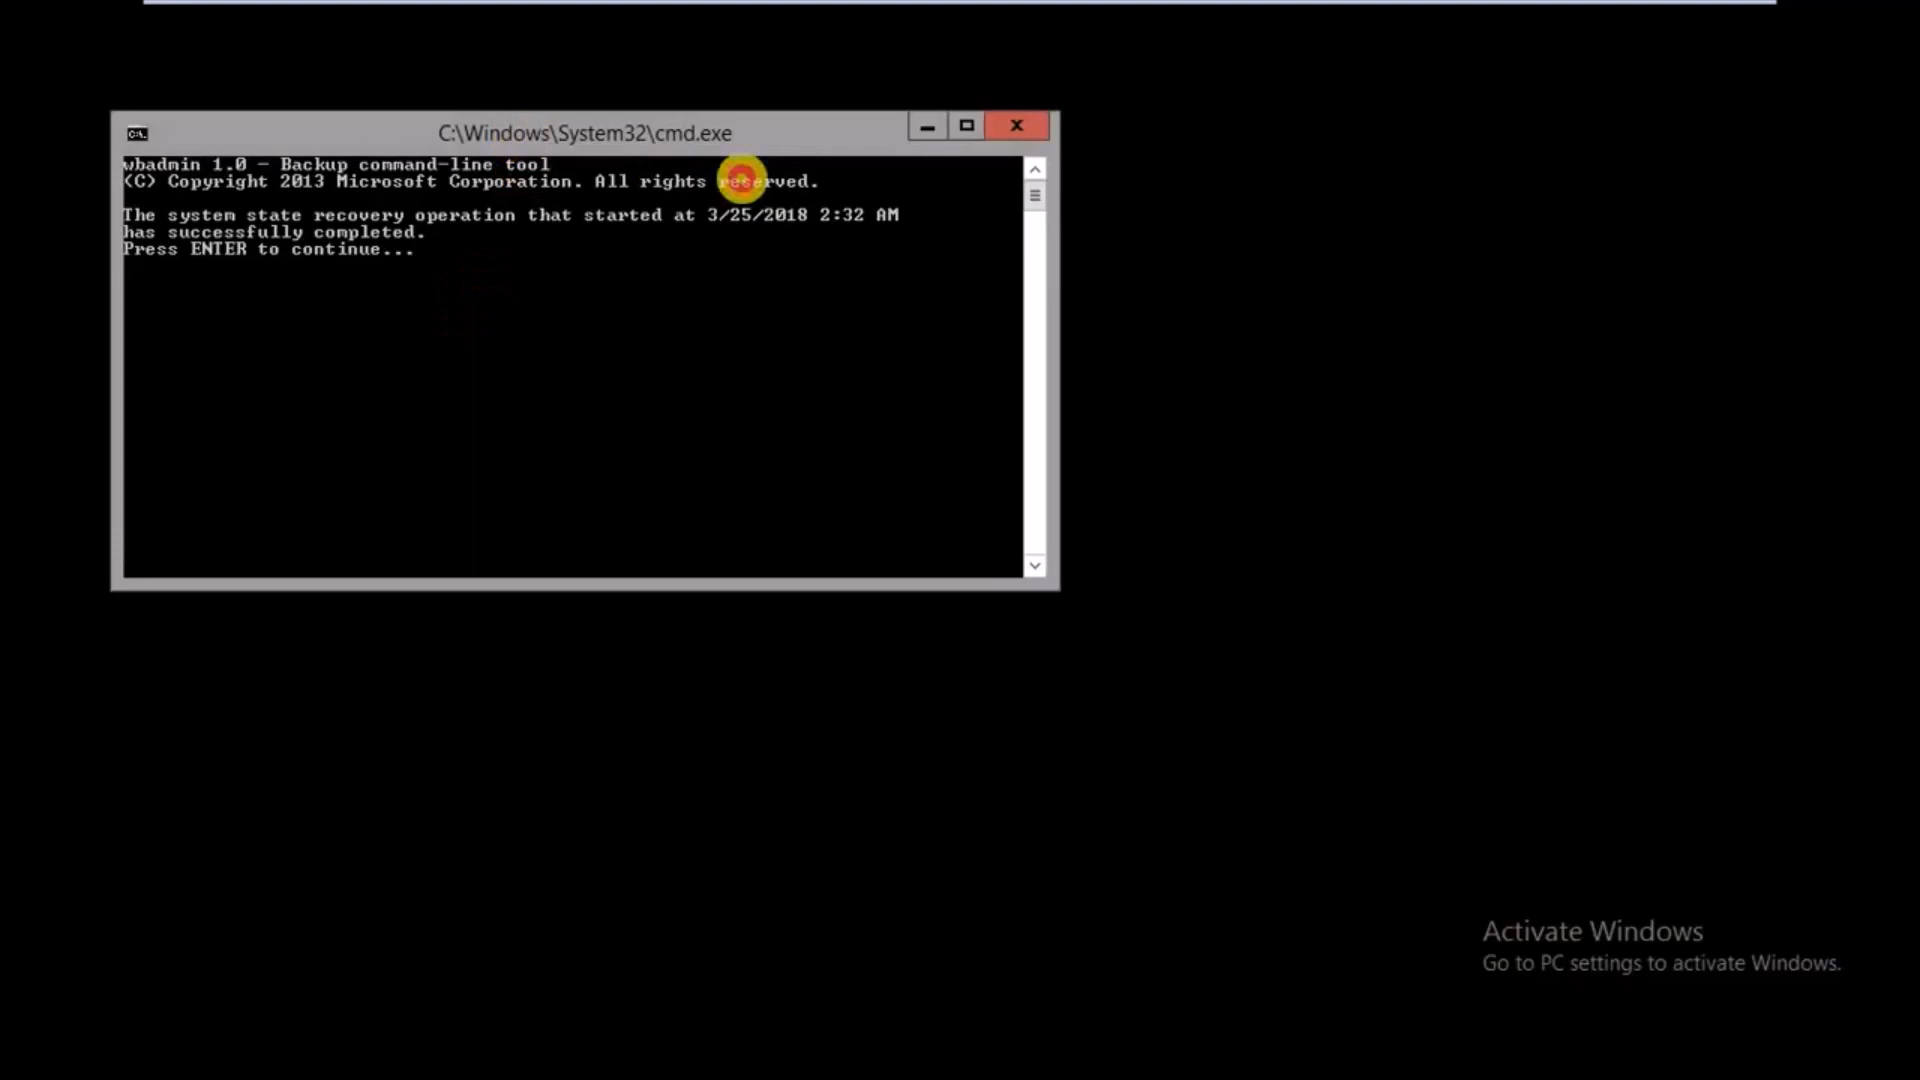 C:\Windows\System32\cmd.exe
wbadmin 1.0 - Backup command-line tool
(C) Copyright 2013 Microsoft Corporation. All rights reserved.
The system state recovery operation that started at 3/25/2018 2:32 AM
has successfully completed.
Press ENTER to continue...
Activate Windows
Go to PC settings to activate Windows.